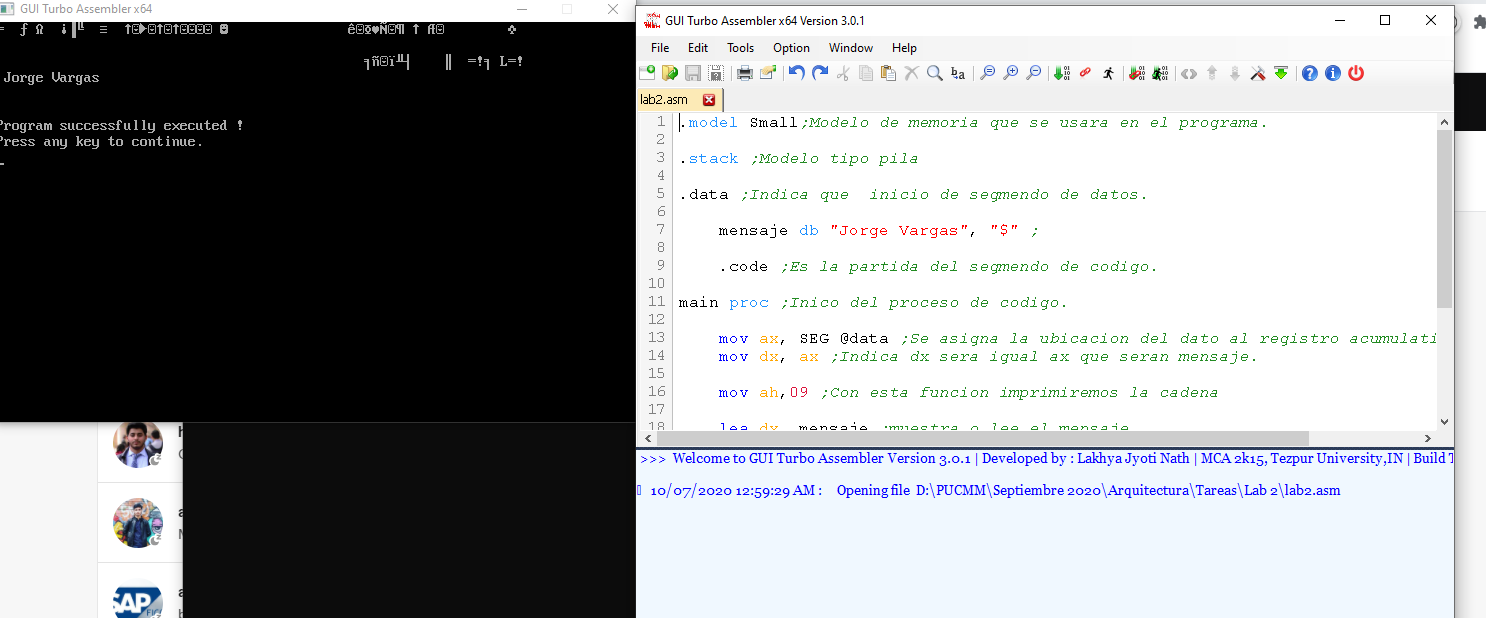 GUI Turbo Assembler x64
Jorge Vargas
Program successfully executed !
Press any key to continue.
GUI Turbo Assembler x64 Version 3.0.1
File Edit Tools Option Window Help
lab2.asm
1 .model Small;Modelo de memoria que se usara en el programa.
2
3 .stack ;Modelo tipo pila
4
5 .data ;Indica que  inicio de segmendo de datos.
6
7 mensaje db "Jorge Vargas", "$" ;
8
9 .code ;Es la partida del segmendo de codigo.
10
11 main proc ;Inico del proceso de codigo.
12
13 mov ax, SEG @data ;Se asigna la ubicacion del dato al registro acumulati
14 mov dx, ax ;Indica dx sera igual ax que seran mensaje.
15
16 mov ah,09 ;Con esta funcion imprimiremos la cadena
17
18 lea dx, mensaje ;muestra o lee el mensaje
>>> Welcome to GUI Turbo Assembler Version 3.0.1 | Developed by : Lakhya Jyoti Nath | MCA 2k15, Tezpur University,IN | Build T
10/07/2020 12:59:29 AM : Opening file D:\PUCMM\Septiembre 2020\Arquitectura\Tareas\Lab 2\lab2.asm
SAP